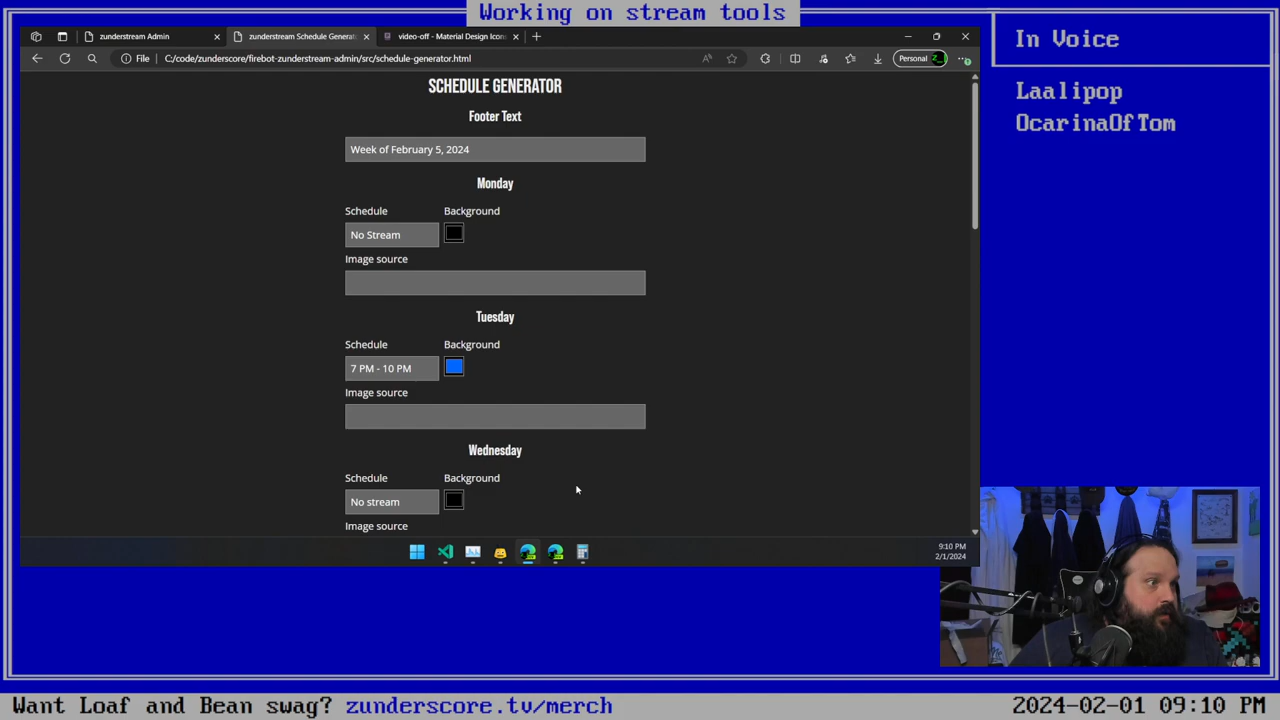 Working on stream tools
zunderstream Admin
zunderstream Schedule Generato
video-off - Material Design Icons
File
C:/code/zunderscore/firebot-zunderstream-admin/src/schedule-generator.html
Personal
SCHEDULE GENERATOR
Footer Text
Week of February 5, 2024
Monday
Schedule Background
No Stream
Image source
Tuesday
Schedule Background
7 PM - 10 PM
Image source
Wednesday
Schedule Background
No stream
Image source
9:10 PM
2/1/2024
In Voice
Laalipop
OcarinaOfTom
Want Loaf and Bean swag? zunderscore.tv/merch
2024-02-01 09:10 PM